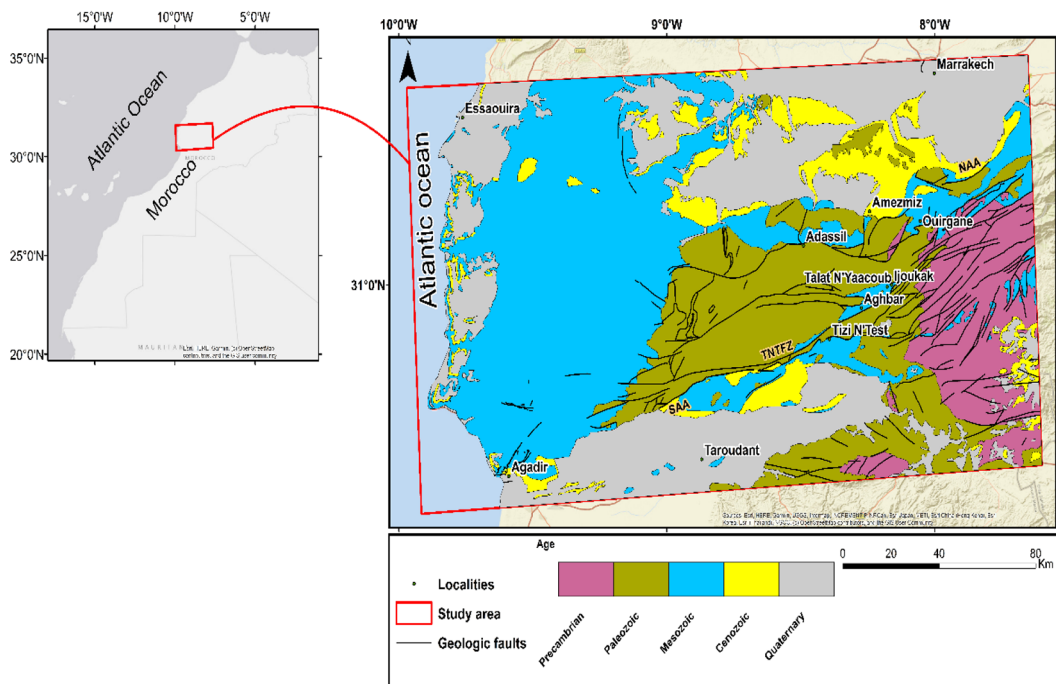 15°0'W 10°0'W 5°0'W
35°0'N
30°0'N
25°0'N
20°0'N
Atlantic Ocean
Morocco
MOROCCO
10°0'W 9°0'W 8°0'W
31°0'N
Atlantic ocean
Marrakech
Essaouira
NAA
Amezmiz
Ouirgane
Adassil
Talat N'Yaacoub Ijoukak
Aghbar
Tizi N'Test
TNTFZ
SAA
Taroudant
Agadir
Age
Localities
Study area
Geologic faults
Precambrian
Paleozoic
Mesozoic
Cenozoic
Quaternary
0 20 40 80
Km